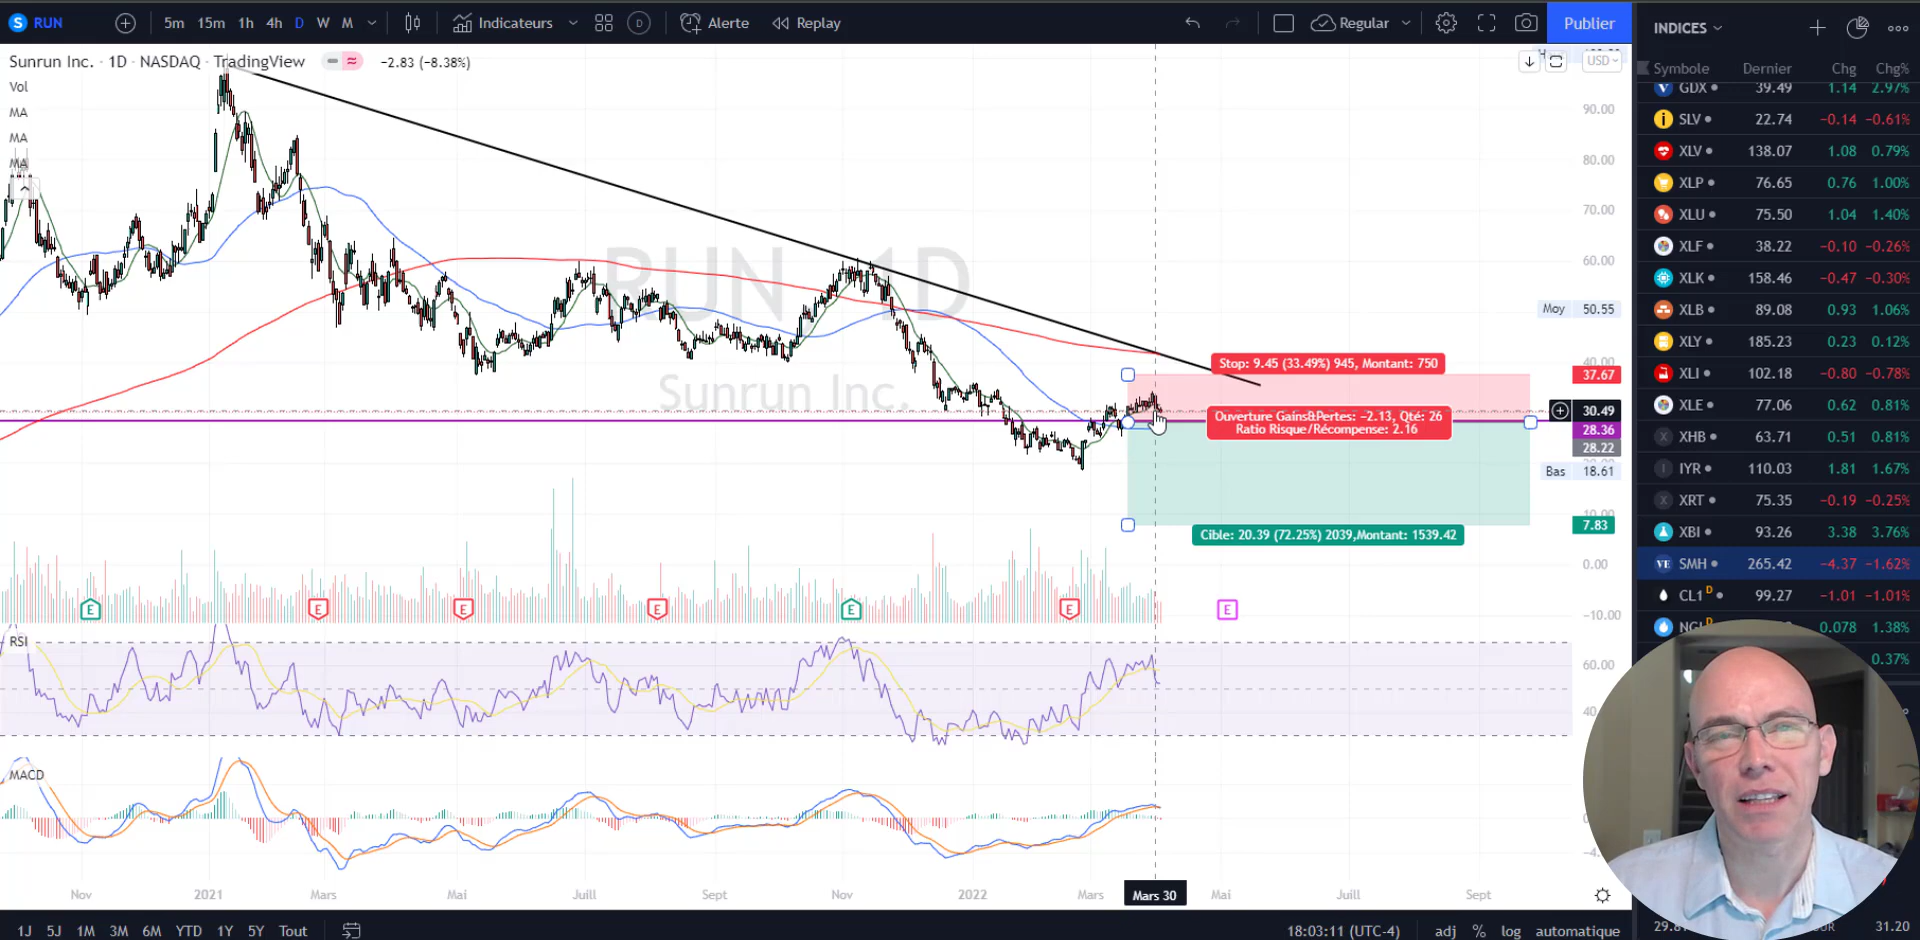 S RUN 5m 15m 1h 4h D W M Indicateurs D Alerte Replay Regular Publier
Sunrun Inc. · 1D · NASDAQ · TradingView −2.83 (−8.38%)
USD
Vol
MA
MA
MA
RUN, 1D
Sunrun Inc.
90.00
80.00
70.00
60.00
Moy 50.55
40.00
37.67
30.49
28.36
28.22
Bas 18.61
10.00
7.83
0.00
−10.00
Stop: 9.45 (33.49%) 945, Montant: 750
Ouverture Gains&Pertes: −2.13, Qté: 26
Ratio Risque/Récompense: 2.16
Cible: 20.39 (72.25%) 2039,Montant: 1539.42
E E E E E E E
RSI
60.00
40
MACD
−4
Nov 2021 Mars Mai Juill Sept Nov 2022 Mars Mars 30 Mai Juill Sept
1J 5J 1M 3M 6M YTD 1Y 5Y Tout 18:03:11 (UTC-4) adj % log automatique
INDICES
Symbole Dernier Chg Chg%
GDX 39.49 1.14 2.97%
SLV 22.74 −0.14 −0.61%
XLV 138.07 1.08 0.79%
XLP 76.65 0.76 1.00%
XLU 75.50 1.04 1.40%
XLF 38.22 −0.10 −0.26%
XLK 158.46 −0.47 −0.30%
XLB 89.08 0.93 1.06%
XLY 185.23 0.23 0.12%
XLI 102.18 −0.80 −0.78%
XLE 77.06 0.62 0.81%
X XHB 63.71 0.51 0.81%
I IYR 110.03 1.81 1.67%
X XRT 75.35 −0.19 −0.25%
XBI 93.26 3.38 3.76%
VE SMH 265.42 −4.37 −1.62%
CL1 D 99.27 −1.01 −1.01%
D 0.078 1.38%
0.37%
31.20